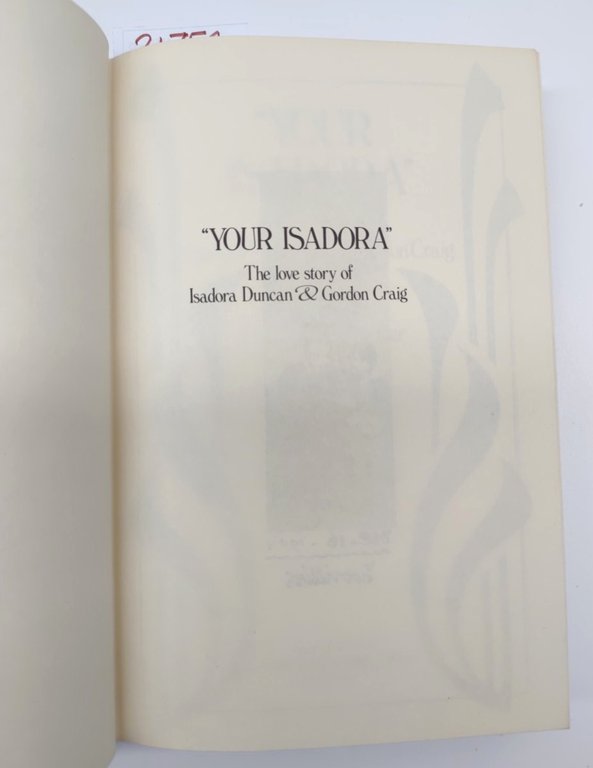 "YOUR ISADORA"
The love story of
Isadora Duncan & Gordon Craig